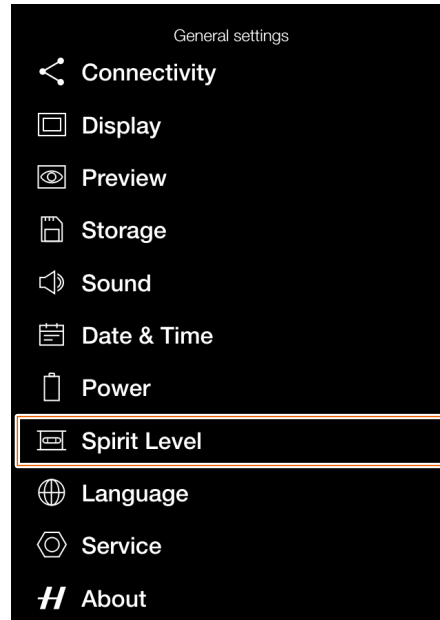 General settings
Connectivity
Display
Preview
Storage
Sound
Date & Time
Power
Spirit Level
Language
Service
About